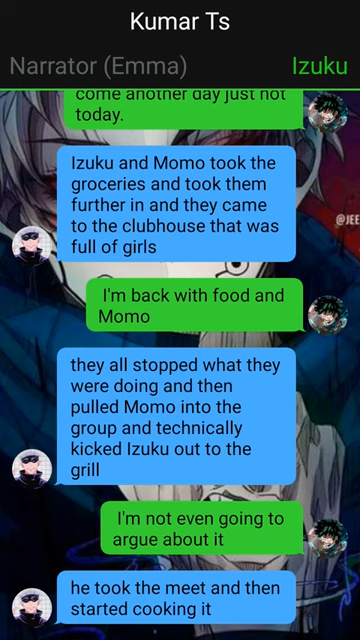 Kumar Ts
Narrator (Emma)
Izuku
come another day just not
today.
Izuku and Momo took the
groceries and took them
further in and they came
to the clubhouse that was
full of girls
@JEE
I'm back with food and
Momo
they all stopped what they
were doing and then
pulled Momo into the
group and technically
kicked Izuku out to the
grill
I'm not even going to
argue about it
he took the meet and then
started cooking it